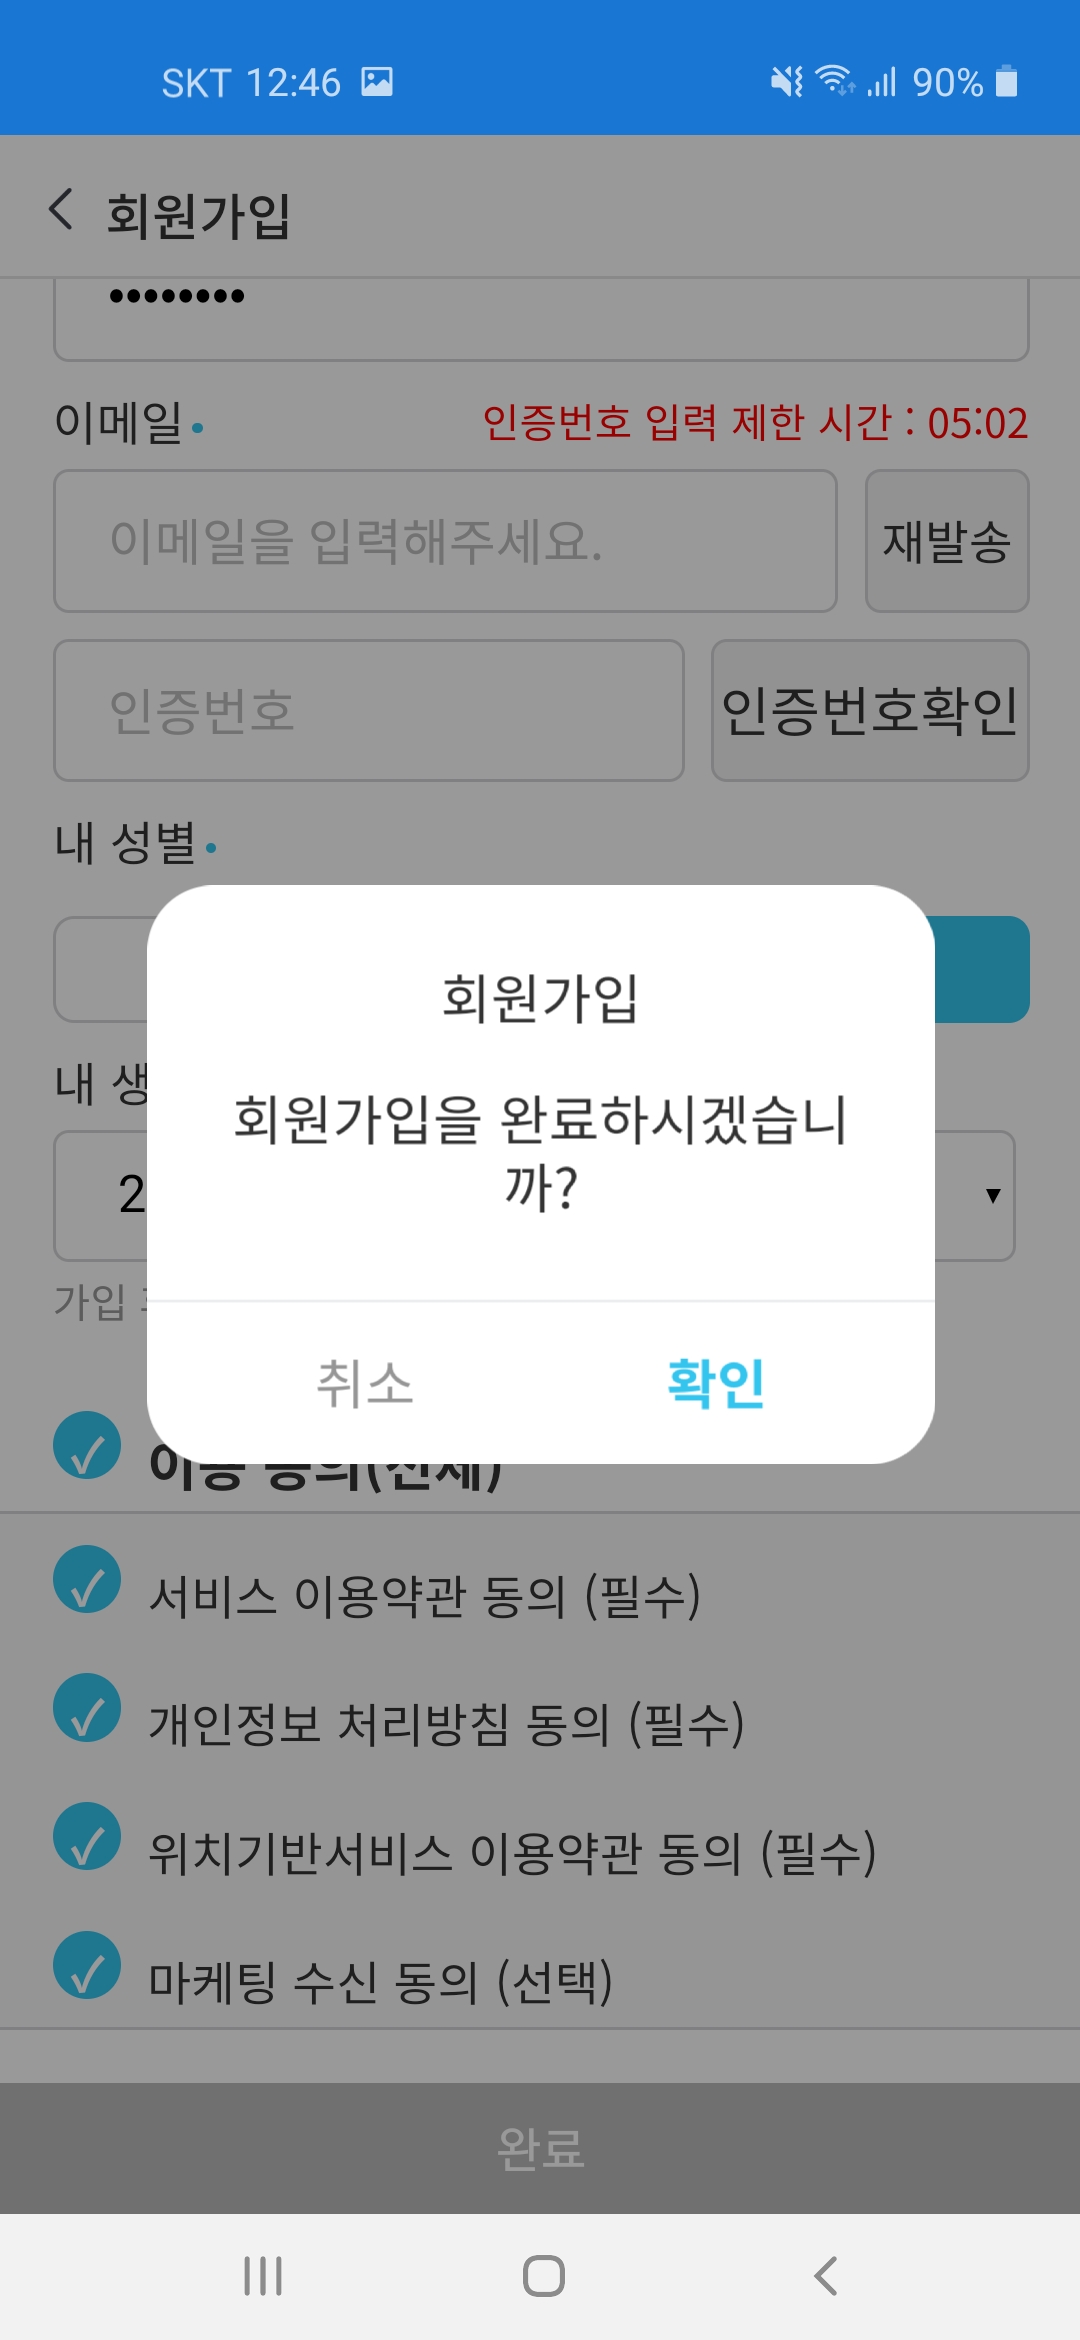 SKT 12:46 90%
회원가입
••••••••
이메일• 인증번호 입력 제한 시간 : 05:02
이메일을 입력해주세요. 재발송
인증번호 인증번호확인
내 성별•
회원가입
내
회원가입을 완료하시겠습니
까?
2
가입
취소 확인
이용 동의(전체)
서비스 이용약관 동의 (필수)
개인정보 처리방침 동의 (필수)
위치기반서비스 이용약관 동의 (필수)
마케팅 수신 동의 (선택)
완료